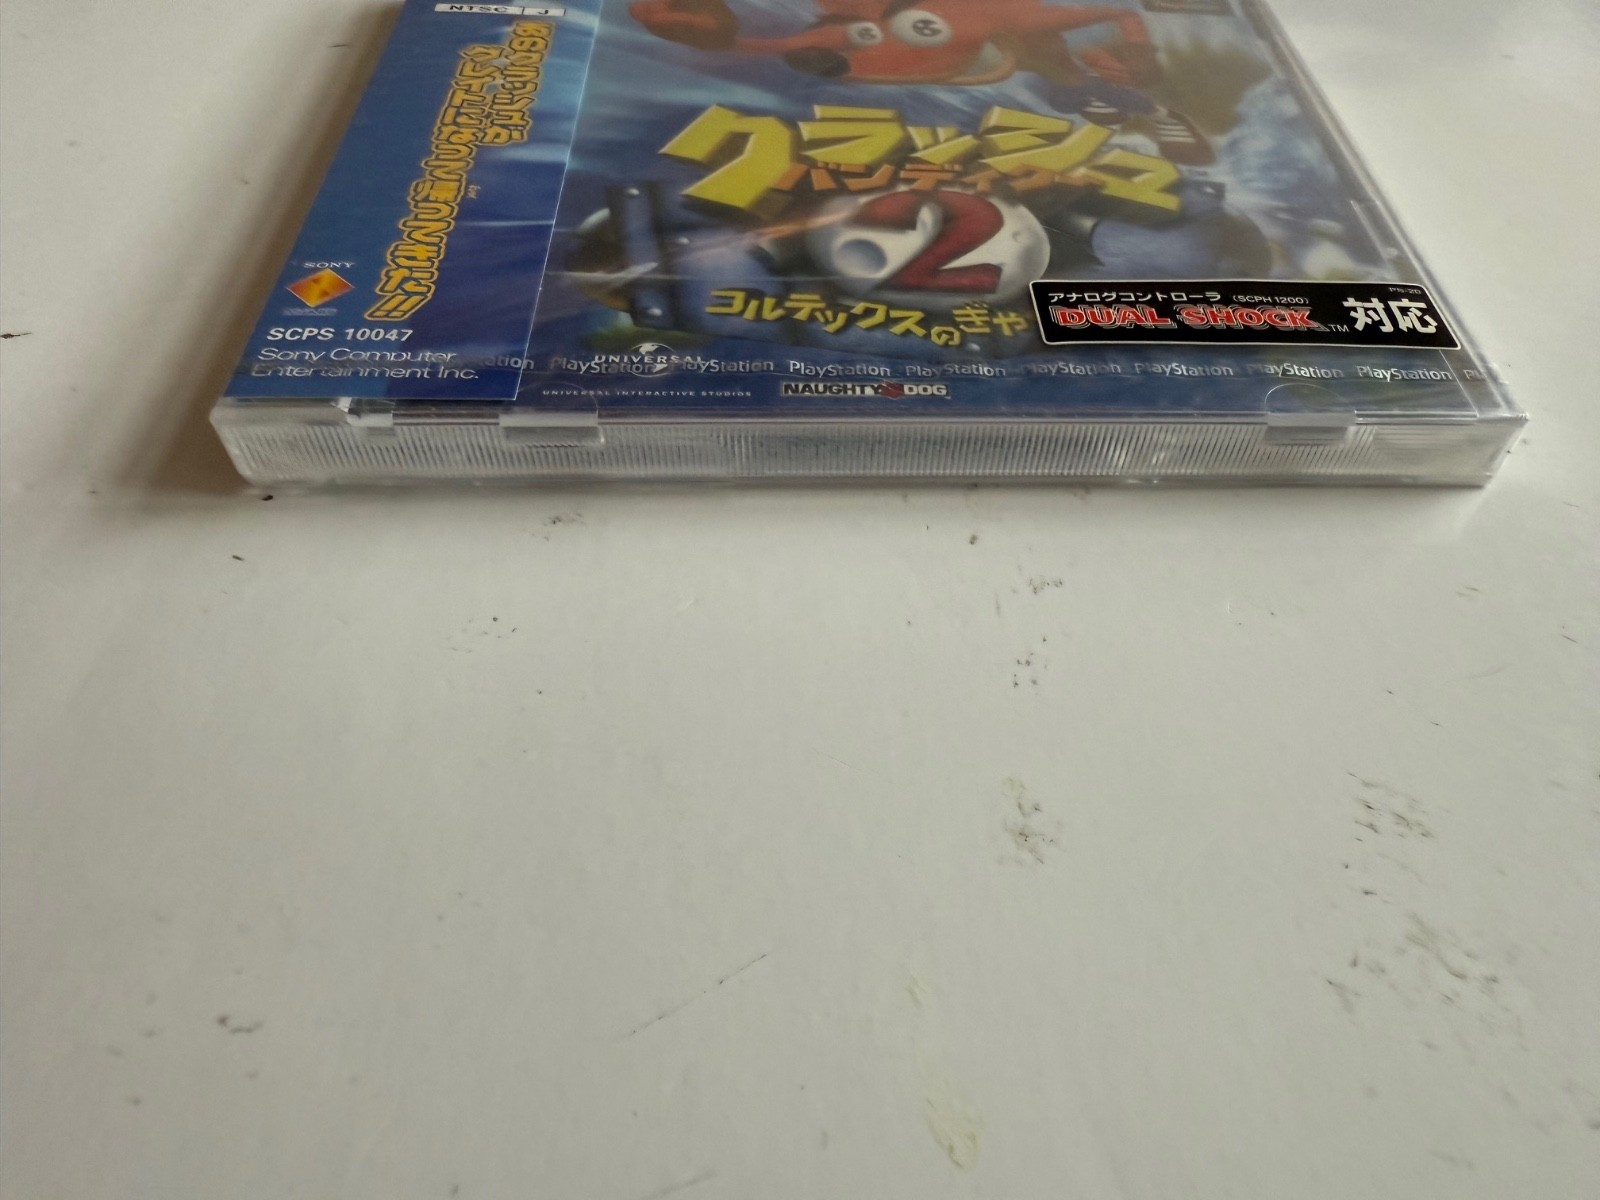 NTSC J
クラッシュ
バンディクー
2
コルテックスのぎゃ
アナログコントローラ (SCPH 1200)
DUAL SHOCK™ 対応
SONY
SCPS 10047
Sony Computer
Entertainment Inc.
UNIVERSAL
UNIVERSAL INTERACTIVE STUDIOS
NAUGHTY DOG
PlayStation PlayStation PlayStation PlayStation PlayStation PlayStation PlayStation PlayStation